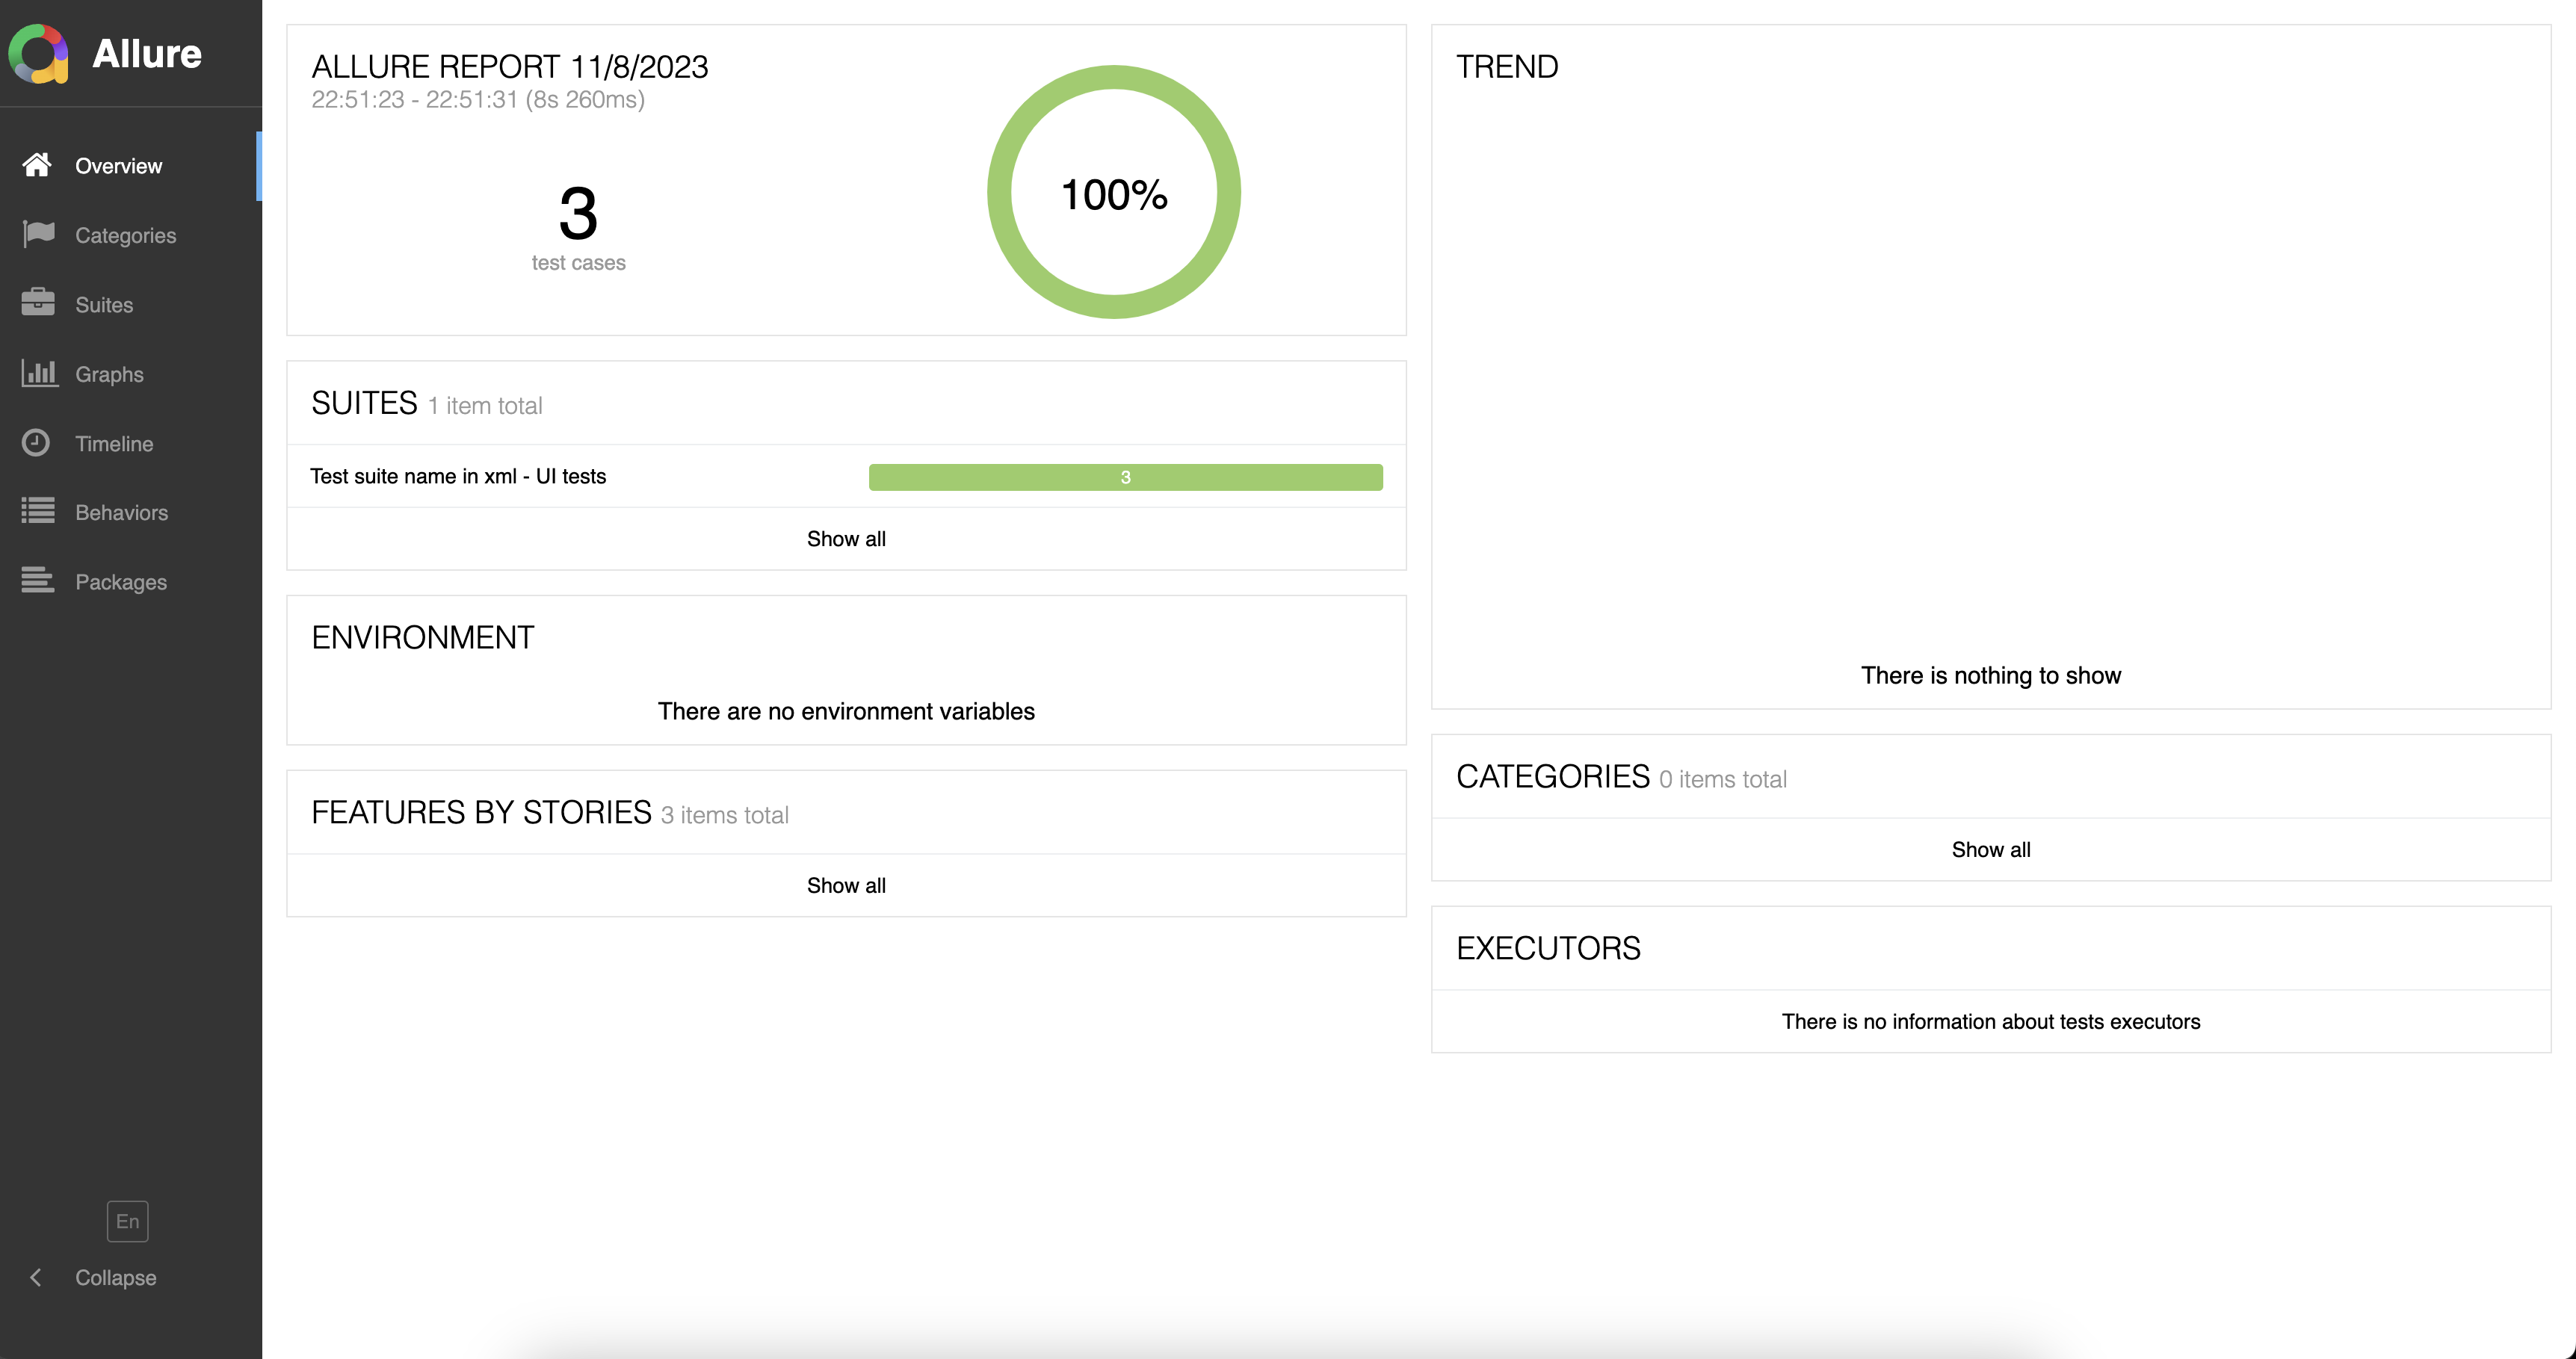 Allure
Overview
Categories
Suites
Graphs
Timeline
Behaviors
Packages
En
Collapse
ALLURE REPORT 11/8/2023
22:51:23 - 22:51:31 (8s 260ms)
3
test cases
100%
SUITES 1 item total
Test suite name in xml - UI tests 3
Show all
ENVIRONMENT
There are no environment variables
FEATURES BY STORIES 3 items total
Show all
TREND
There is nothing to show
CATEGORIES 0 items total
Show all
EXECUTORS
There is no information about tests executors